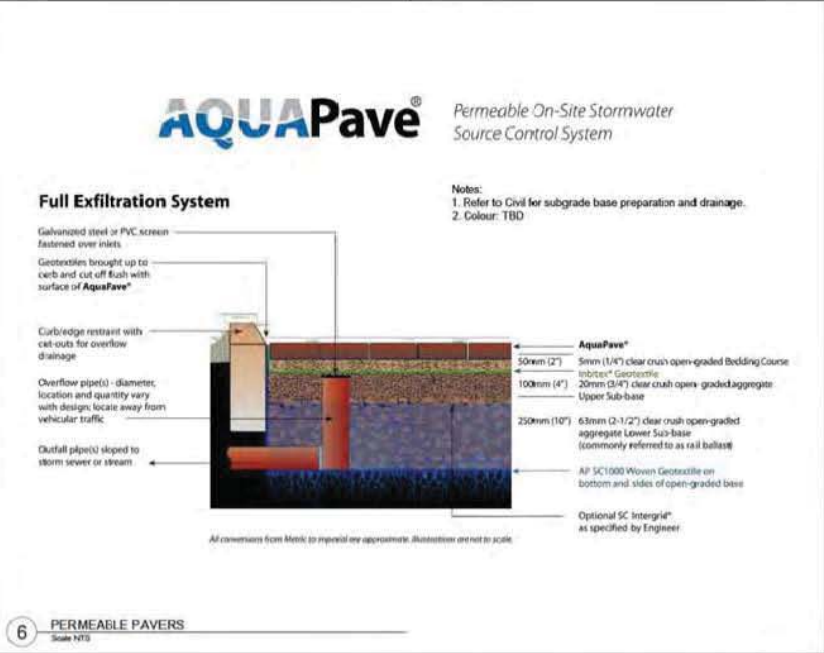 AQUAPave®
Permeable On-Site Stormwater
Source Control System
Full Exfiltration System
Notes:
1. Refer to Civil for subgrade base preparation and drainage.
2. Colour: TBD
Galvanized steel or PVC screen
fastened over inlets
Geotextiles brought up to
curb and cut off flush with
surface of AquaPave®
Curb/edge restraint with
cut-outs for overflow
drainage
Overflow pipe(s) - diameter,
location and quantity vary
with design; locate away from
vehicular traffic
Outfall pipe(s) sloped to
storm sewer or stream
AquaPave®
50mm (2") 5mm (1/4") clear crush open-graded Bedding Course
Inbitex® Geotextile
100mm (4") 20mm (3/4") clear crush open-graded aggregate
Upper Sub-base
250mm (10") 63mm (2-1/2") clear crush open-graded
aggregate Lower Sub-base
(commonly referred to as rail ballast)
AP SC1000 Woven Geotextile on
bottom and sides of open-graded base
Optional SC Intergrid®
as specified by Engineer
All conversions from Metric to Imperial are approximate. Illustrations are not to scale.
6 PERMEABLE PAVERS
Scale NTS